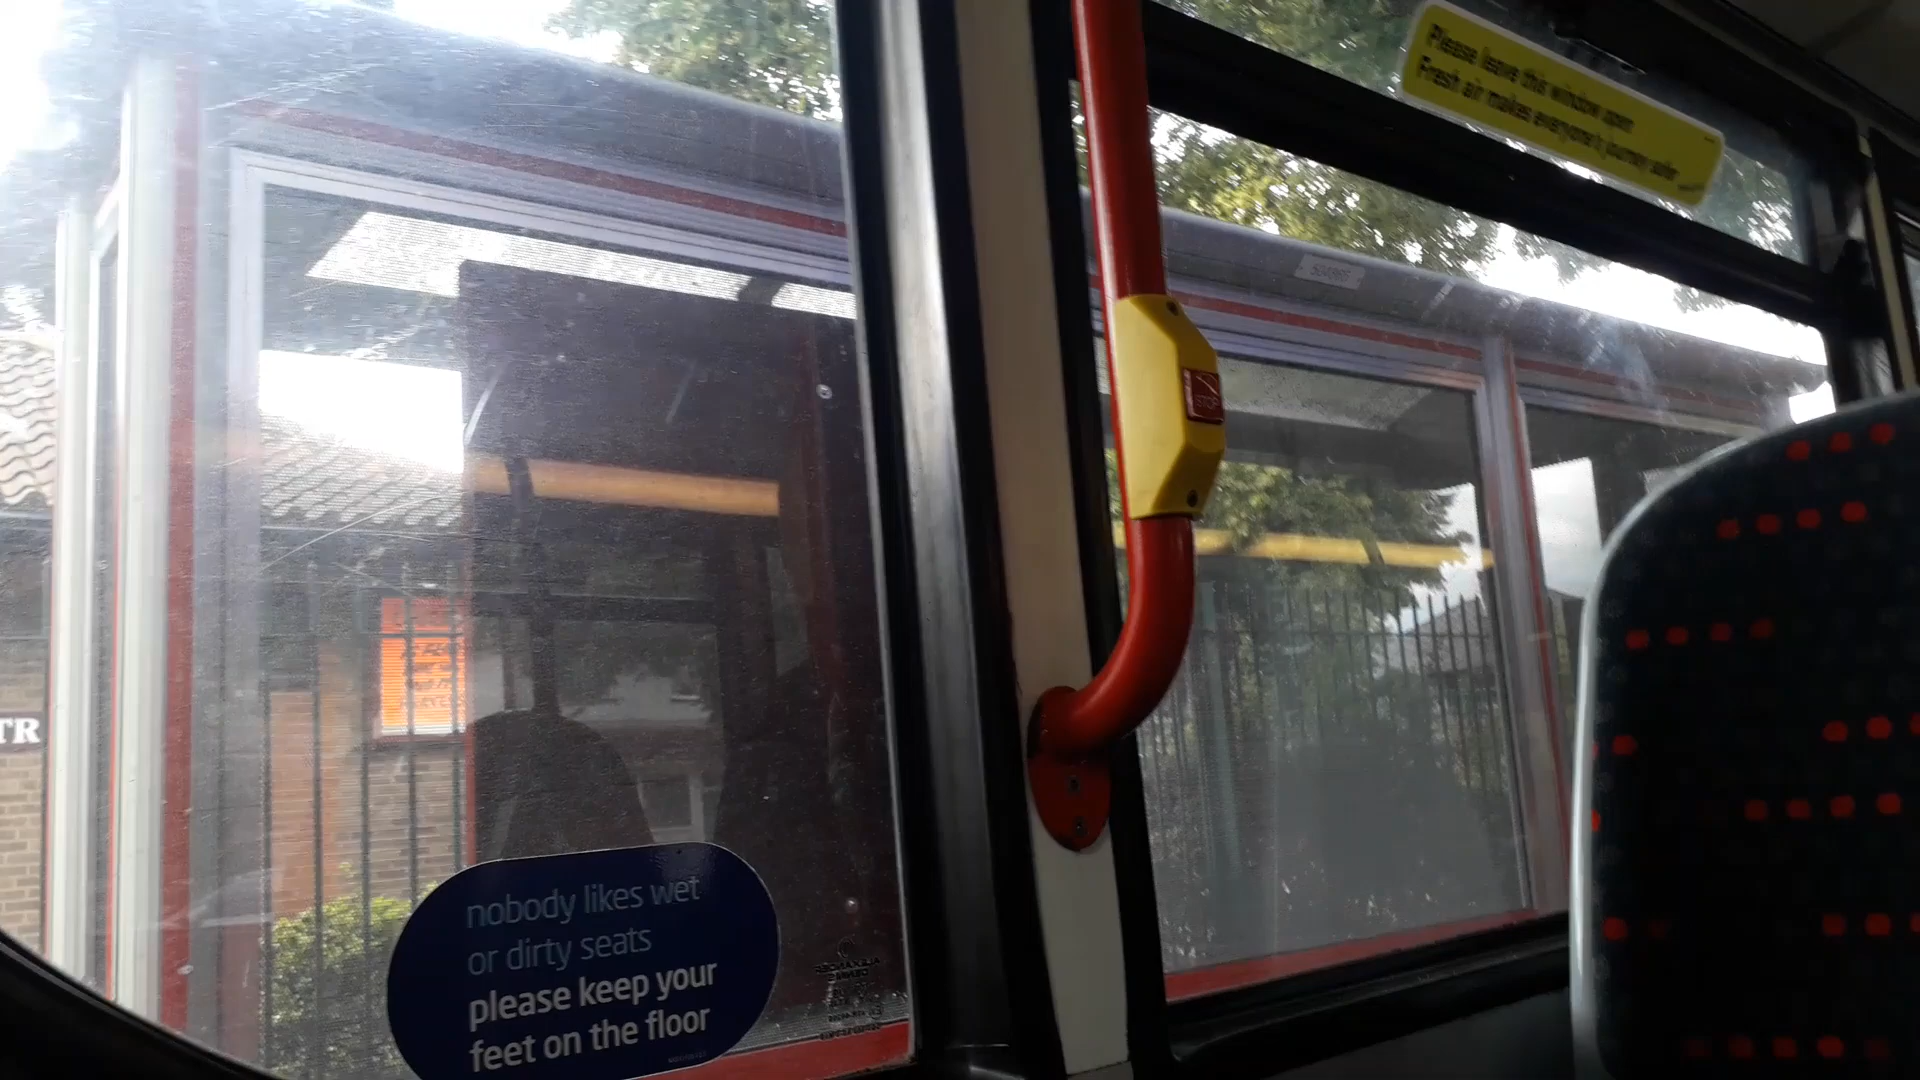 Please leave this window open
Fresh air makes everyone's journey safer
STOP
TR
nobody likes wet
or dirty seats
please keep your
feet on the floor